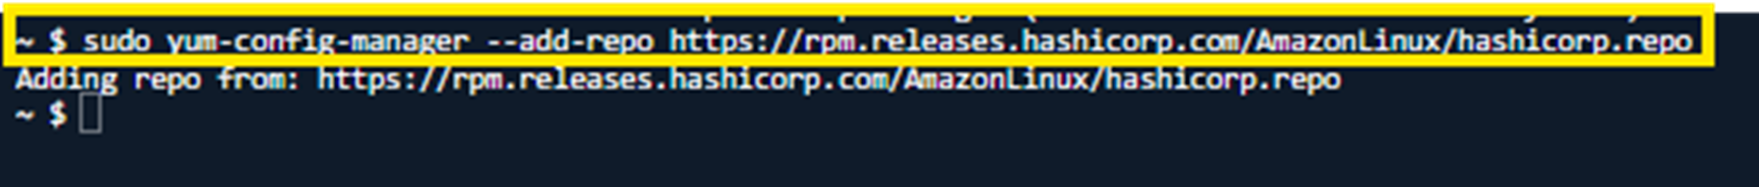 ~ $ sudo yum-config-manager --add-repo https://rpm.releases.hashicorp.com/AmazonLinux/hashicorp.repo
Adding repo from: https://rpm.releases.hashicorp.com/AmazonLinux/hashicorp.repo
~ $